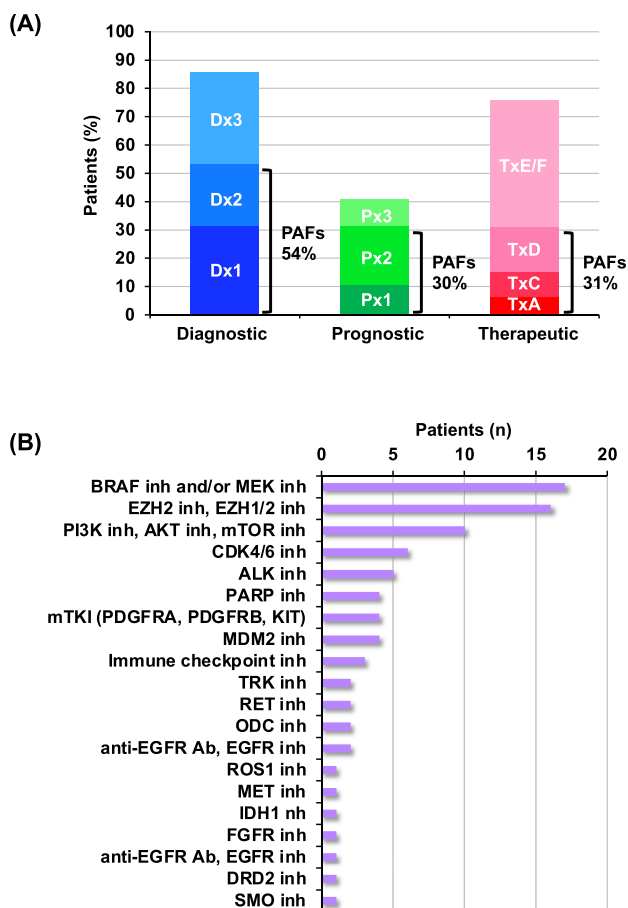 (A)
100
90
80
70
60
50
40
30
20
10
0
Patients (%)
Dx3
Dx2
Dx1
PAFs
54%
Px3
Px2
Px1
PAFs
30%
TxE/F
TxD
TxC
TxA
PAFs
31%
Diagnostic
Prognostic
Therapeutic
(B)
Patients (n)
0 5 10 15 20
BRAF inh and/or MEK inh
EZH2 inh, EZH1/2 inh
PI3K inh, AKT inh, mTOR inh
CDK4/6 inh
ALK inh
PARP inh
mTKI (PDGFRA, PDGFRB, KIT)
MDM2 inh
Immune checkpoint inh
TRK inh
RET inh
ODC inh
anti-EGFR Ab, EGFR inh
ROS1 inh
MET inh
IDH1 nh
FGFR inh
anti-EGFR Ab, EGFR inh
DRD2 inh
SMO inh